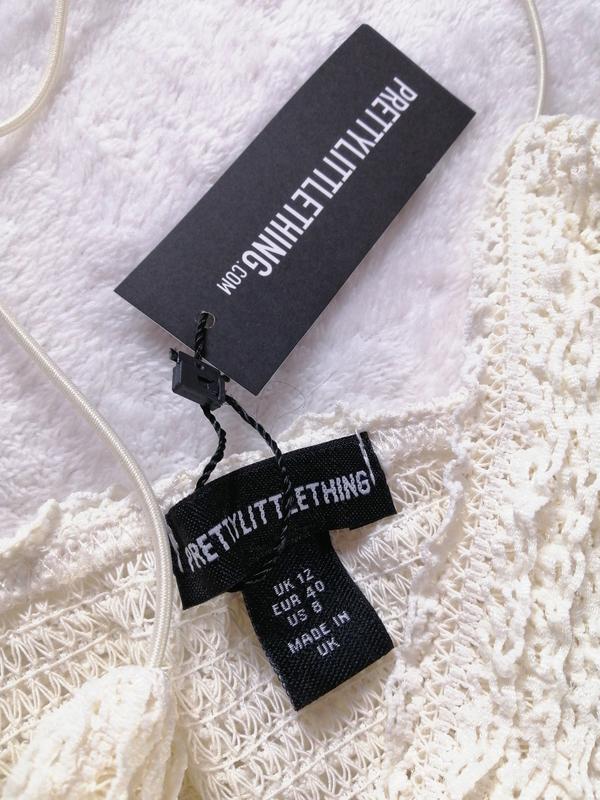 PRETTYLITTLETHING.COM
PRETTYLITTLETHING
UK 12
EUR 40
US 8
MADE IN
UK